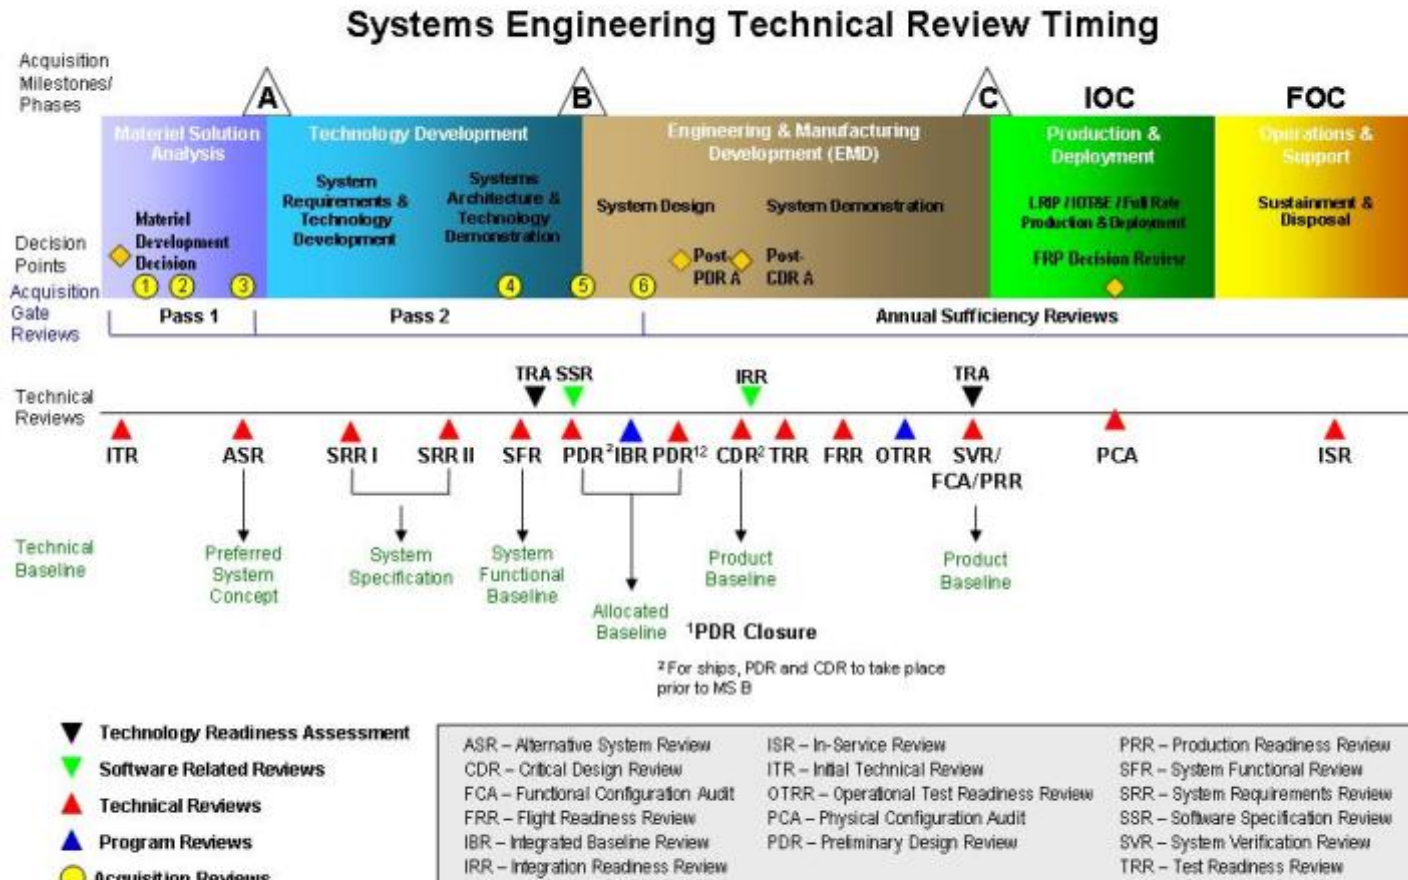 Systems Engineering Technical Review Timing
Acquisition
Milestones/
Phases
A
B
C
IOC
FOC
Materiel Solution
Analysis
Technology Development
Engineering & Manufacturing
Development (EMD)
Production &
Deployment
Operations &
Support
System
Requirements &
Technology
Development
Systems
Architecture &
Technology
Demonstration
System Design
System Demonstration
LRIP / IOT&E / Full Rate
Production & Deployment
Sustainment &
Disposal
Decision
Points
Materiel
Development
Decision
Post-
PDR A
Post-
CDR A
FRP Decision Review
Acquisition
Gate
Reviews
1
2
3
4
5
6
Pass 1
Pass 2
Annual Sufficiency Reviews
Technical
Reviews
TRA
SSR
IRR
TRA
ITR
ASR
SRR I
SRR II
SFR
PDR²
IBR
PDR¹²
CDR²
TRR
FRR
OTRR
SVR/
FCA/PRR
PCA
ISR
Technical
Baseline
Preferred
System
Concept
System
Specification
System
Functional
Baseline
Allocated
Baseline
Product
Baseline
Product
Baseline
¹PDR Closure
² For ships, PDR and CDR to take place
prior to MS B
Technology Readiness Assessment
Software Related Reviews
Technical Reviews
Program Reviews
Acquisition Reviews
ASR – Alternative System Review
CDR – Critical Design Review
FCA – Functional Configuration Audit
FRR – Flight Readiness Review
IBR – Integrated Baseline Review
IRR – Integration Readiness Review
ISR – In-Service Review
ITR – Initial Technical Review
OTRR – Operational Test Readiness Review
PCA – Physical Configuration Audit
PDR – Preliminary Design Review
PRR – Production Readiness Review
SFR – System Functional Review
SRR – System Requirements Review
SSR – Software Specification Review
SVR – System Verification Review
TRR – Test Readiness Review